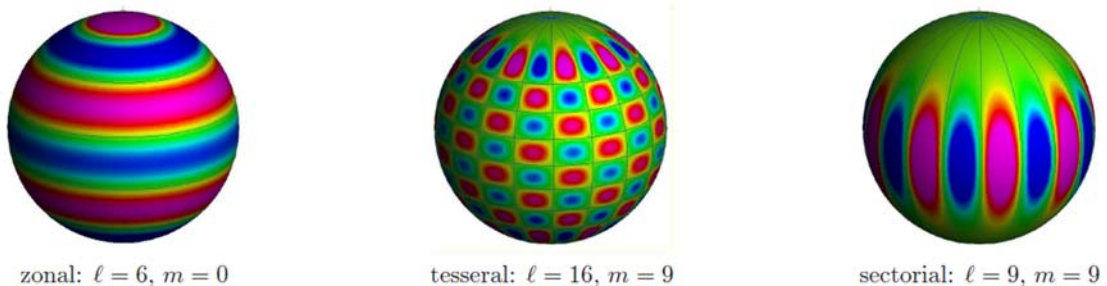 zonal: ℓ = 6, m = 0
tesseral: ℓ = 16, m = 9
sectorial: ℓ = 9, m = 9